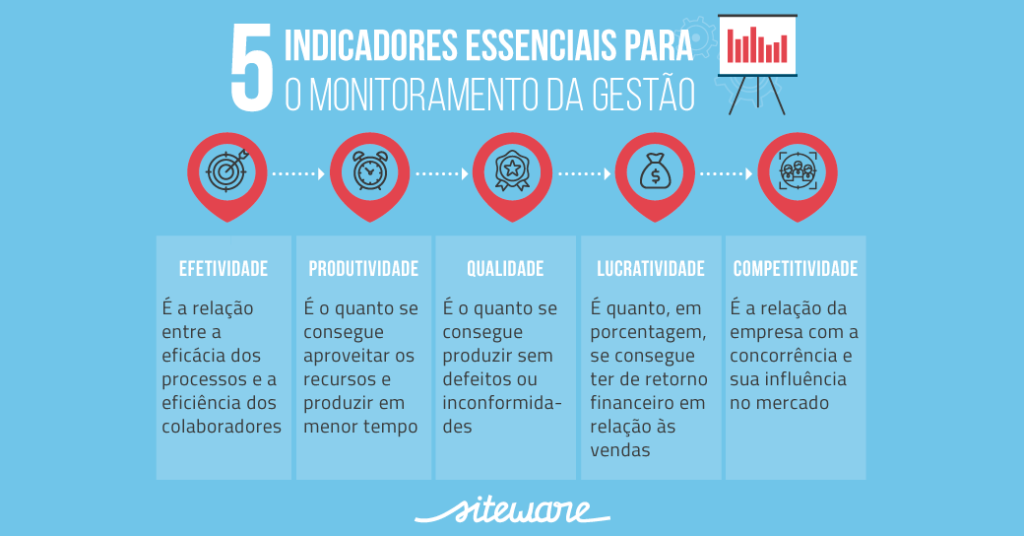 5 INDICADORES ESSENCIAIS PARA
O MONITORAMENTO DA GESTÃO
EFETIVIDADE
É a relação
entre a
eficácia dos
processos e a
eficiência dos
colaboradores
PRODUTIVIDADE
É o quanto se
consegue
aproveitar os
recursos e
produzir em
menor tempo
QUALIDADE
É o quanto se
consegue
produzir sem
defeitos ou
inconformida-
des
LUCRATIVIDADE
É quanto, em
porcentagem,
se consegue
ter de retorno
financeiro em
relação às
vendas
COMPETITIVIDADE
É a relação da
empresa com a
concorrência e
sua influência
no mercado
$
siteware